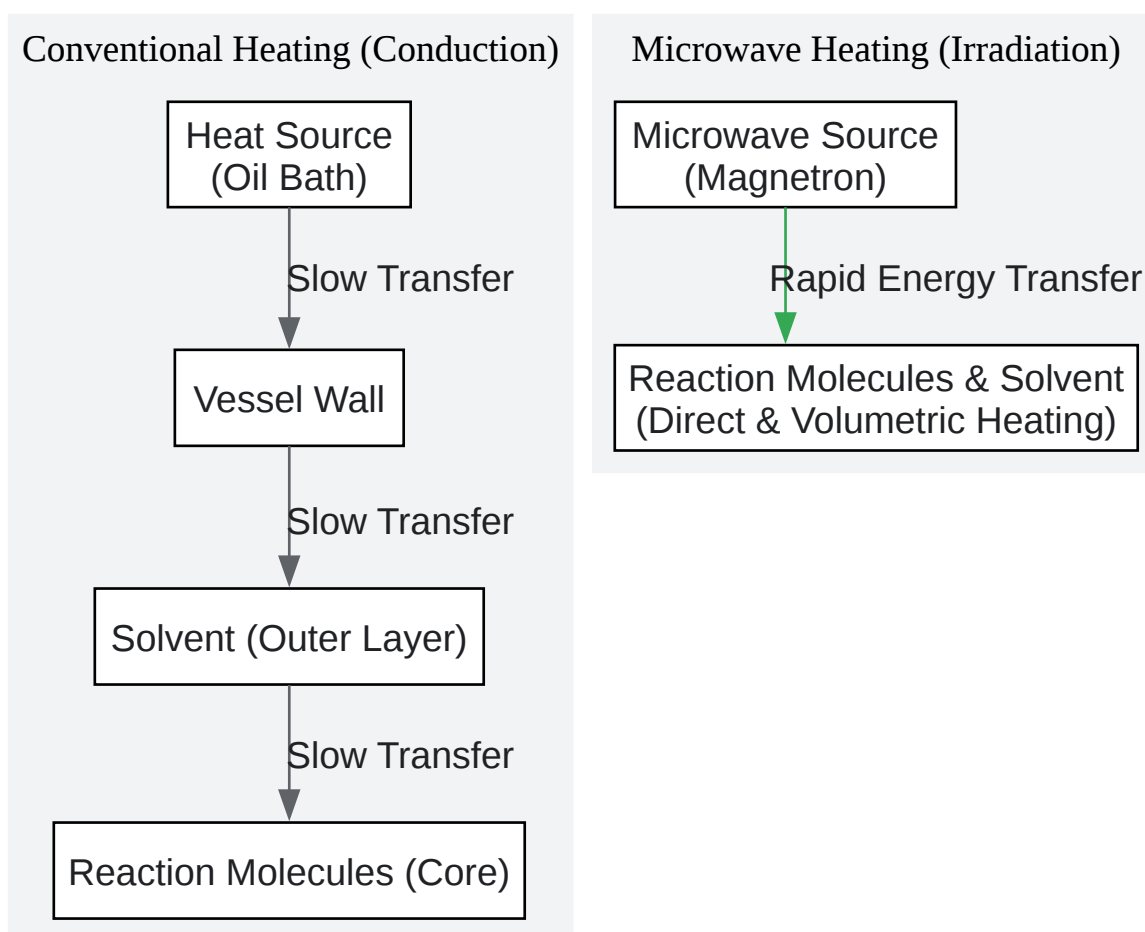 Conventional Heating (Conduction)
Heat Source
(Oil Bath)
Slow Transfer
Vessel Wall
Slow Transfer
Solvent (Outer Layer)
Slow Transfer
Reaction Molecules (Core)
Microwave Heating (Irradiation)
Microwave Source
(Magnetron)
Rapid Energy Transfer
Reaction Molecules & Solvent
(Direct & Volumetric Heating)